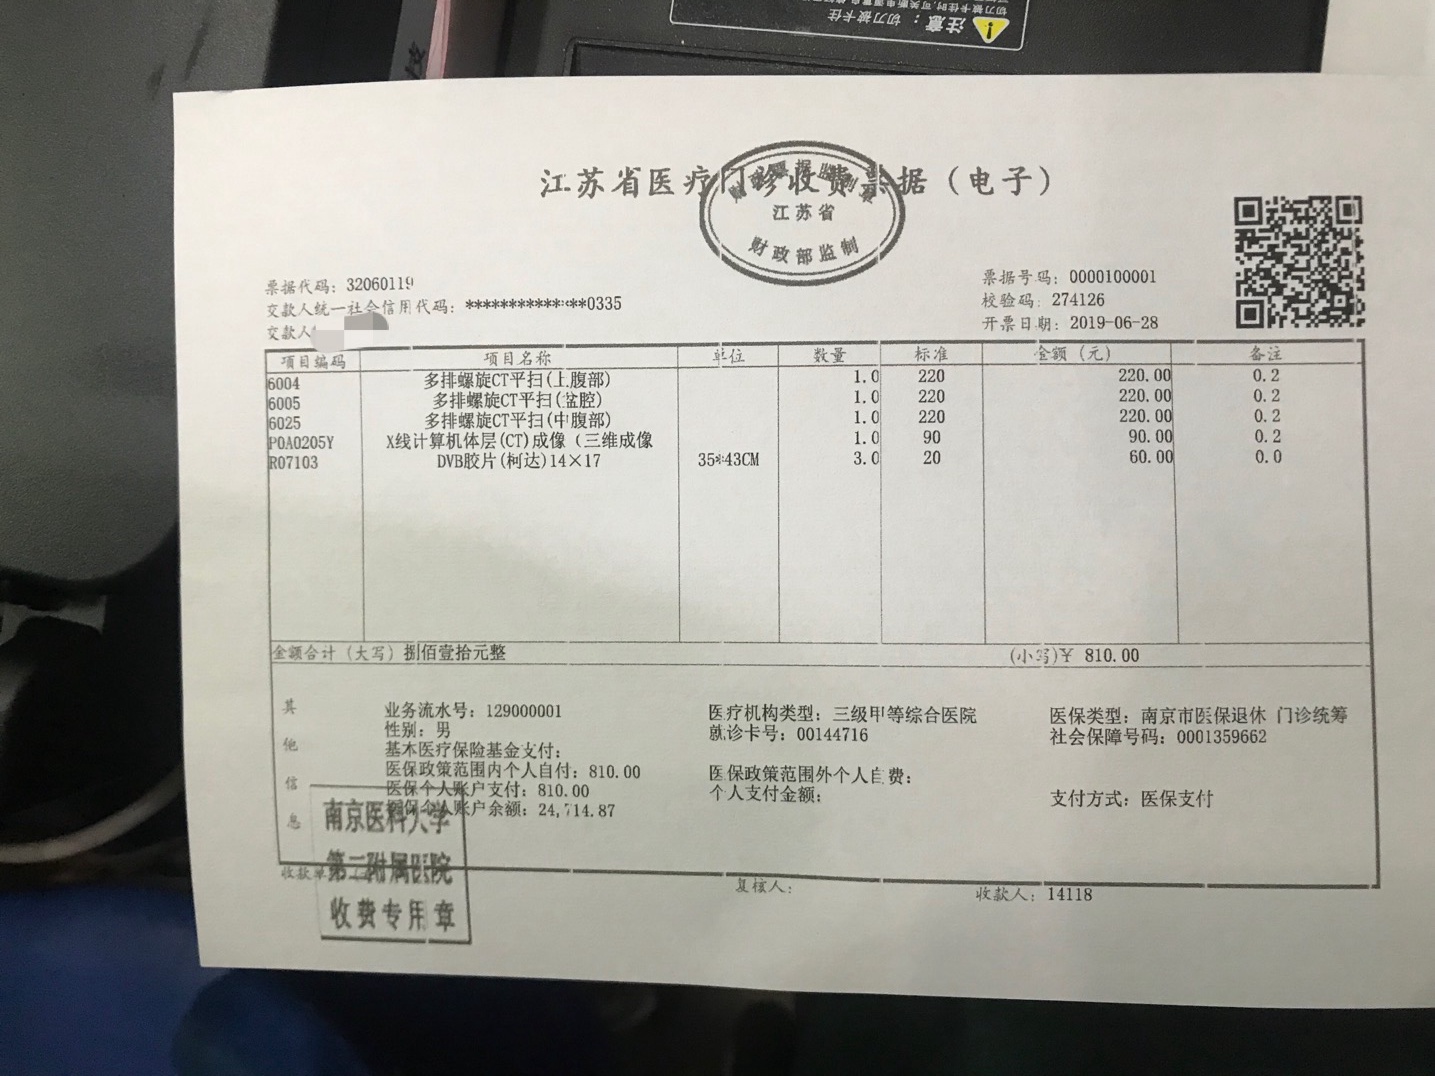 注意：切刀被卡住
江苏省医疗门诊收费票据（电子）
江苏省
财政部监制
票据代码：32060119
票据号码：0000100001
交款人统一社会信用代码：**************0335
校验码：274126
交款人
开票日期：2019-06-28
项目编码 项目名称 单位 数量 标准 金额（元） 备注
6004 多排螺旋CT平扫(上腹部) 1.0 220 220.00 0.2
6005 多排螺旋CT平扫(盆腔) 1.0 220 220.00 0.2
6025 多排螺旋CT平扫(中腹部) 1.0 220 220.00 0.2
P0A0205Y X线计算机体层(CT)成像（三维成像 1.0 90 90.00 0.2
R07103 DVB胶片(柯达)14×17 35*43CM 3.0 20 60.00 0.0
金额合计（大写）捌佰壹拾元整 (小写)¥ 810.00
其他信息
业务流水号：129000001 医疗机构类型：三级甲等综合医院 医保类型：南京市医保退休 门诊统筹
性别：男 就诊卡号：00144716 社会保障号码：0001359662
基本医疗保险基金支付：
医保政策范围内个人自付：810.00 医保政策范围外个人自费：
医保个人账户支付：810.00 个人支付金额： 支付方式：医保支付
医保个人账户余额：24,714.87
南京医科大学
第二附属医院
收费专用章
收款单
复核人：
收款人：14118